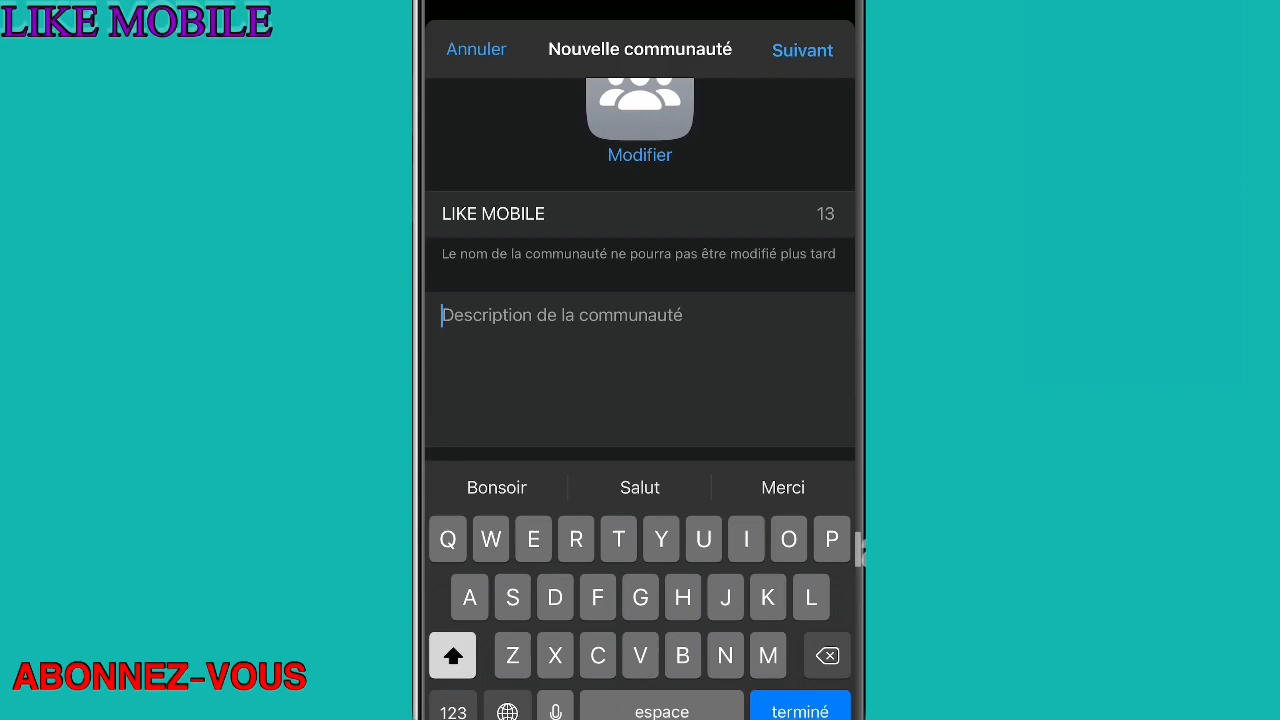 LIKE MOBILE
Annuler Nouvelle communauté Suivant
Modifier
LIKE MOBILE 13
Le nom de la communauté ne pourra pas être modifié plus tard
Description de la communauté
Bonsoir Salut Merci
Q W E R T Y U I O P
A S D F G H J K L
Z X C V B N M
123 espace terminé
ABONNEZ-VOUS